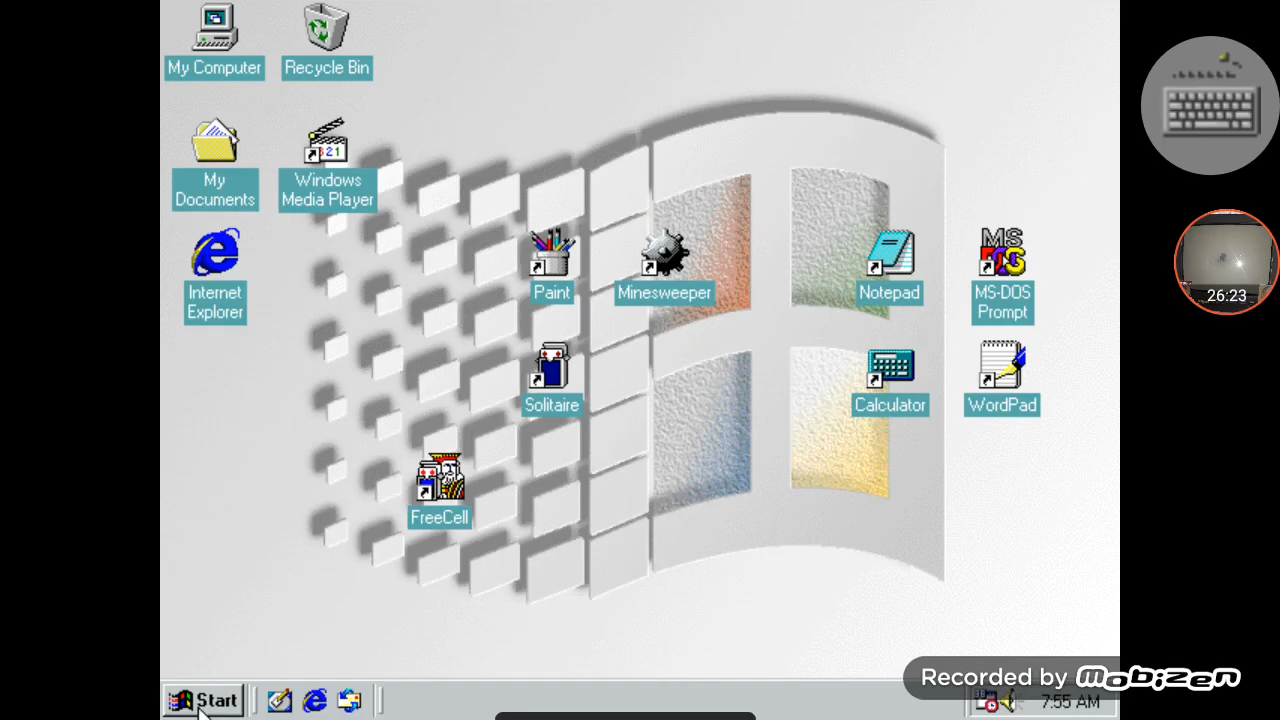 My Computer
Recycle Bin
My
Documents
Windows
Media Player
321
Internet
Explorer
Paint
Minesweeper
Notepad
MS
DOS
MS-DOS
Prompt
Solitaire
Calculator
WordPad
FreeCell
26:23
Start
Recorded by mobizen
7:55 AM